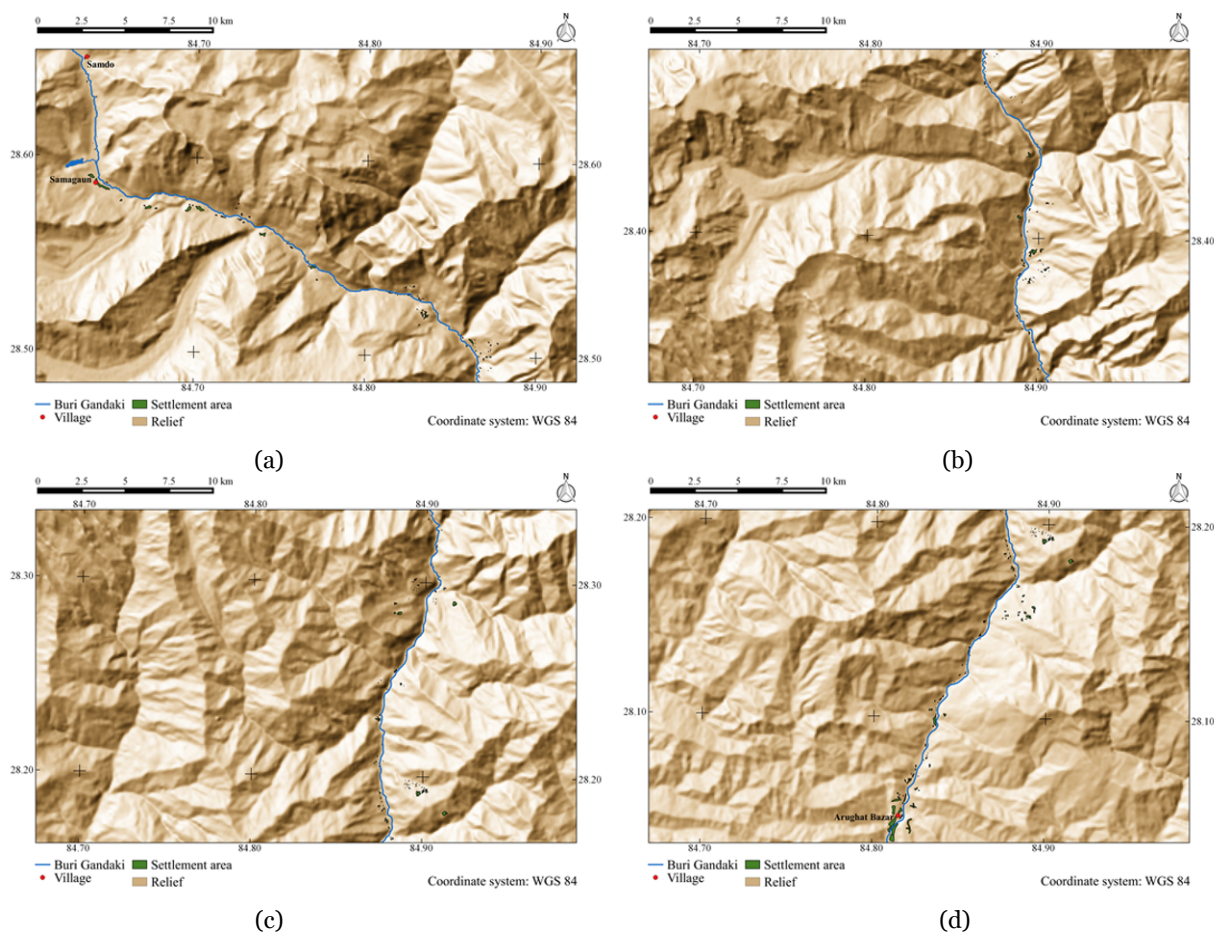 2.5 5.0 7.5 10 km
N
84.70 84.80 84.90
Samdo
28.60 28.60
Samagaun
28.50 28.50
84.70 84.80 84.90
Buri Gandaki Settlement area
Village Relief Coordinate system: WGS 84
(a)
2.5 5.0 7.5 10 km
N
84.70 84.80 84.90
28.40 28.40
84.70 84.80 84.90
Buri Gandaki Settlement area
Village Relief Coordinate system: WGS 84
(b)
2.5 5.0 7.5 10 km
N
84.70 84.80 84.90
28.30 28.30
28.20 28.20
84.70 84.80 84.90
Buri Gandaki Settlement area
Village Relief Coordinate system: WGS 84
(c)
2.5 5.0 7.5 10 km
N
84.70 84.80 84.90
28.20 28.20
28.10 28.10
Arughat Bazar
84.70 84.80 84.90
Buri Gandaki Settlement area
Village Relief Coordinate system: WGS 84
(d)